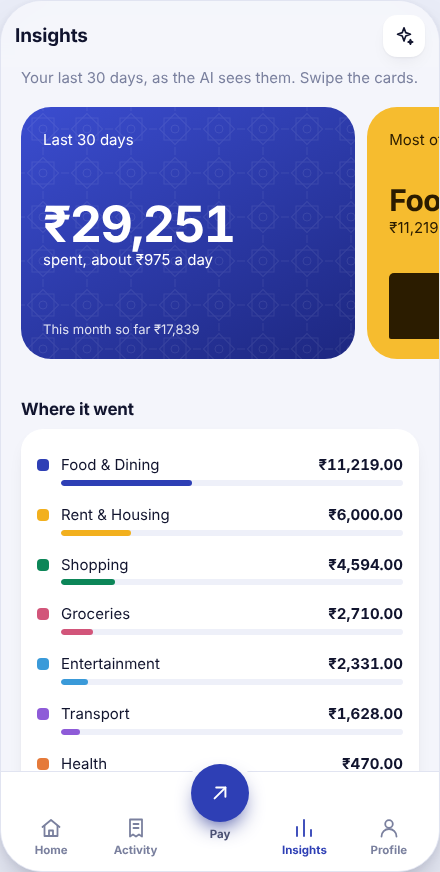 Insights
Your last 30 days, as the AI sees them. Swipe the cards.
Last 30 days
₹29,251
spent, about ₹975 a day
This month so far ₹17,839
Most o
Foo
₹11,219
Where it went
Food & Dining ₹11,219.00
Rent & Housing ₹6,000.00
Shopping ₹4,594.00
Groceries ₹2,710.00
Entertainment ₹2,331.00
Transport ₹1,628.00
Health ₹470.00
Home Activity Pay Insights Profile